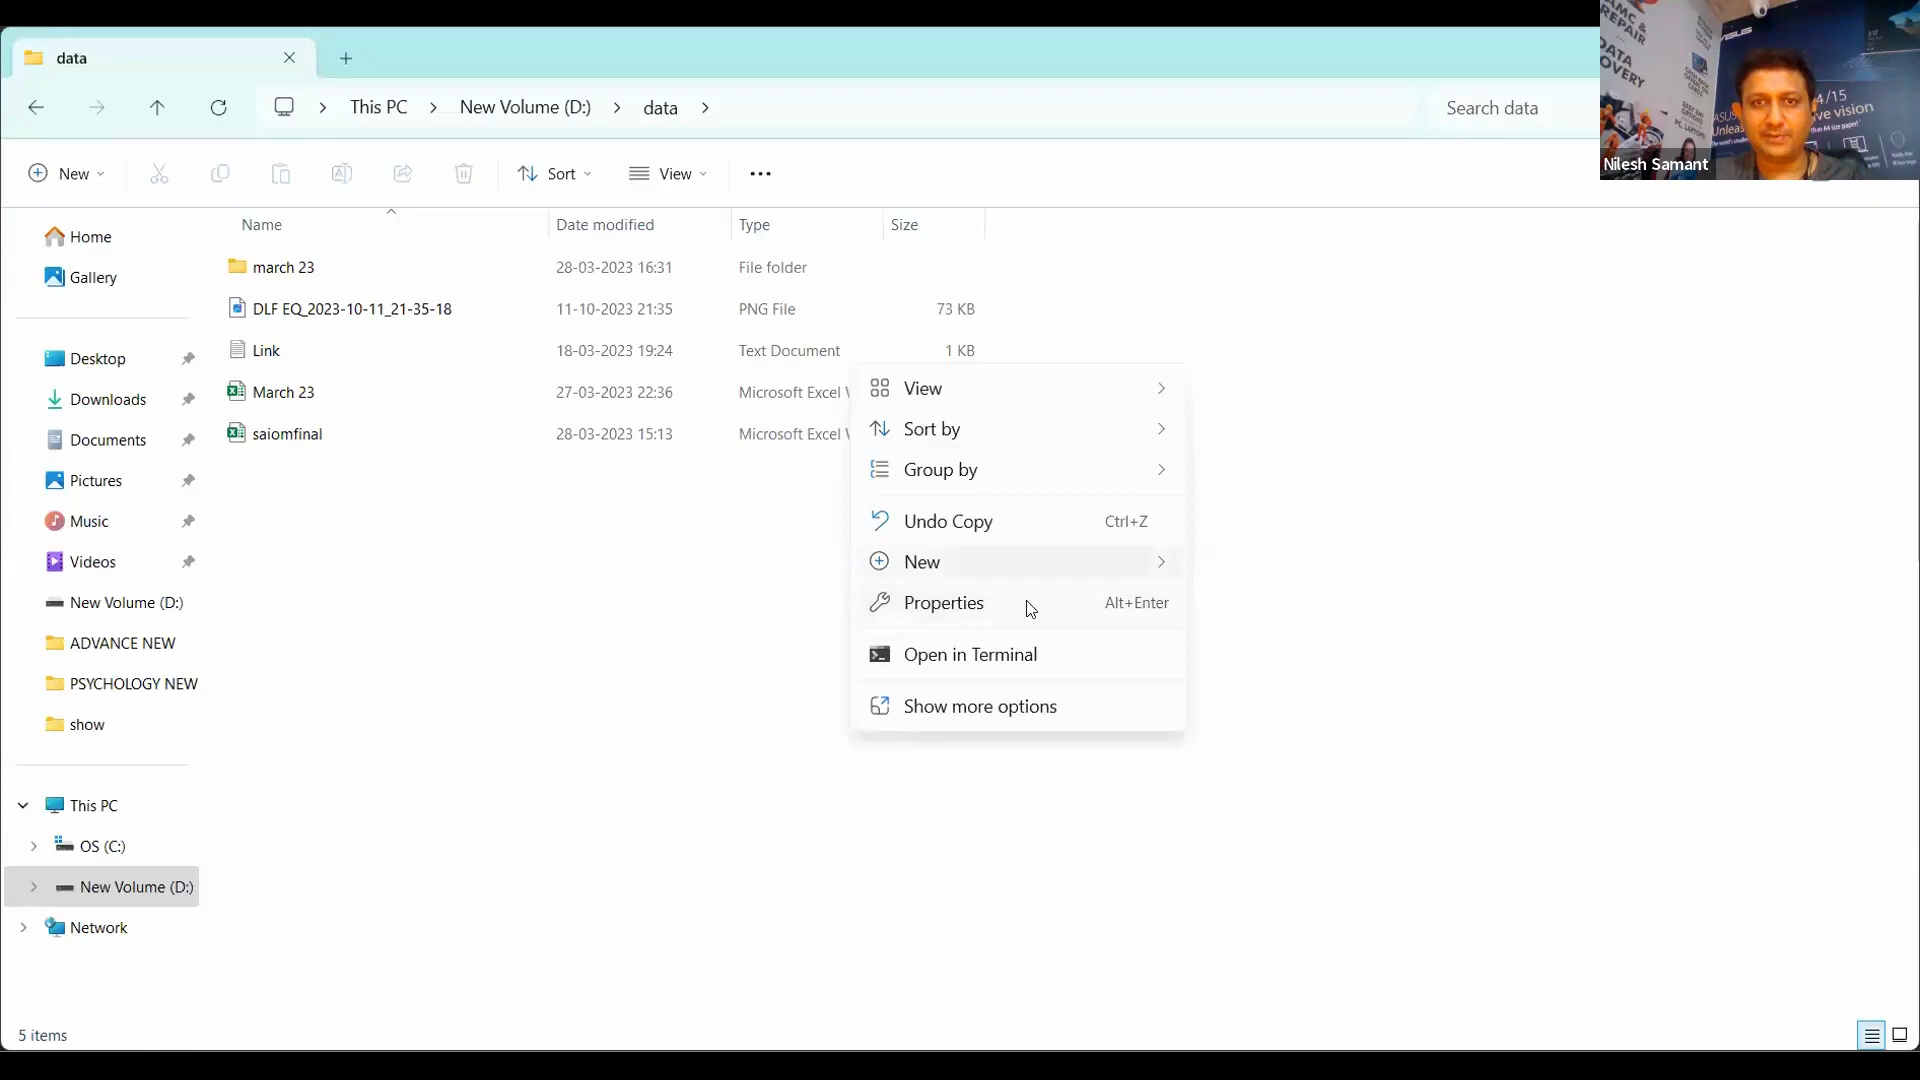 data
This PC
New Volume (D:)
data
Search data
New
Sort
View
Name
Date modified
Type
Size
march 23
28-03-2023 16:31
File folder
DLF EQ_2023-10-11_21-35-18
11-10-2023 21:35
PNG File
73 KB
Link
18-03-2023 19:24
Text Document
1 KB
March 23
27-03-2023 22:36
Microsoft Excel
saiomfinal
28-03-2023 15:13
Microsoft Excel
Home
Gallery
Desktop
Downloads
Documents
Pictures
Music
Videos
New Volume (D:)
ADVANCE NEW
PSYCHOLOGY NEW
show
This PC
OS (C:)
New Volume (D:)
Network
5 items
View
Sort by
Group by
Undo Copy Ctrl+Z
New
Properties Alt+Enter
Open in Terminal
Show more options
AMC &
REPAIR
DATA
Nilesh Samant